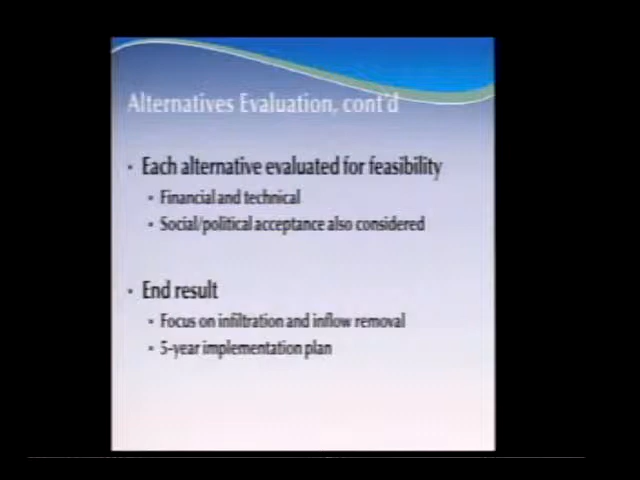 Alternatives Evaluation, cont'd
• Each alternative evaluated for feasibility
• Financial and technical
• Social/political acceptance also considered
• End result
• Focus on infiltration and inflow removal
• 5-year implementation plan